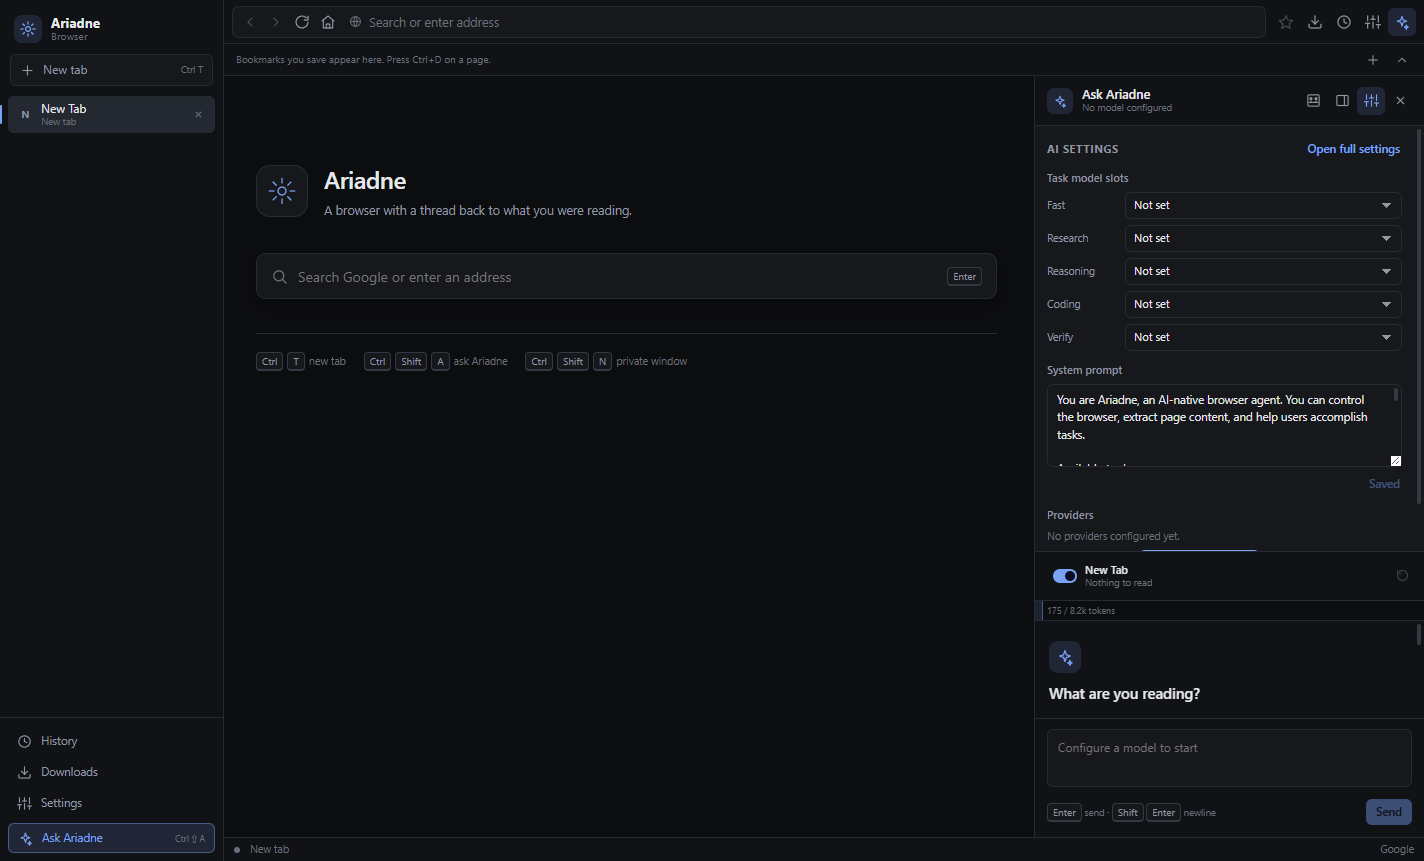 Ariadne
Browser
New tab Ctrl T
N New Tab
New tab
History
Downloads
Settings
Ask Ariadne Ctrl ⇧ A
Search or enter address
Bookmarks you save appear here. Press Ctrl+D on a page.
Ariadne
A browser with a thread back to what you were reading.
Search Google or enter an address Enter
Ctrl T new tab Ctrl Shift A ask Ariadne Ctrl Shift N private window
Ask Ariadne
No model configured
AI SETTINGS Open full settings
Task model slots
Fast Not set
Research Not set
Reasoning Not set
Coding Not set
Verify Not set
System prompt
You are Ariadne, an AI-native browser agent. You can control
the browser, extract page content, and help users accomplish
tasks.
Saved
Providers
No providers configured yet.
New Tab
Nothing to read
175 / 8.2k tokens
What are you reading?
Configure a model to start
Enter send · Shift Enter newline Send
New tab Google